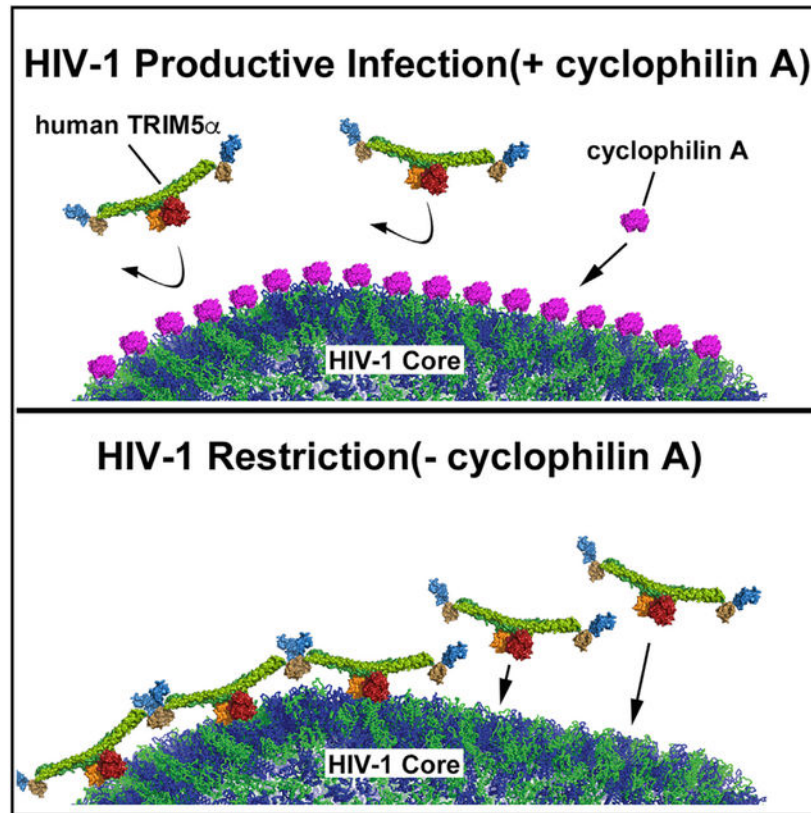 HIV-1 Productive Infection(+ cyclophilin A)
human TRIM5α
cyclophilin A
HIV-1 Core
HIV-1 Restriction(- cyclophilin A)
HIV-1 Core